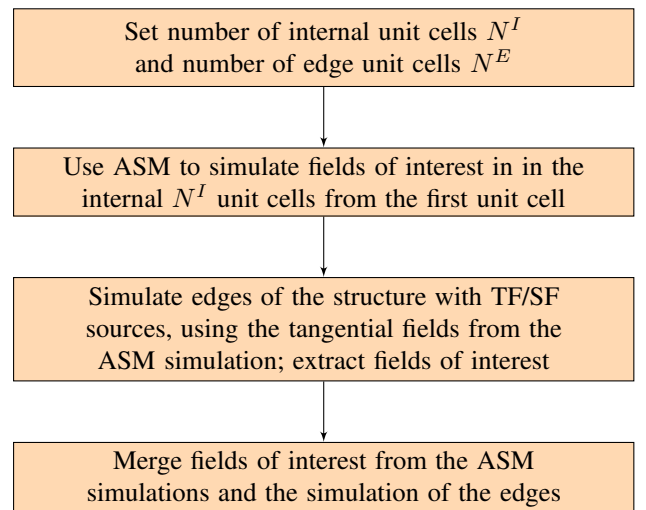 Set number of internal unit cells N^I
and number of edge unit cells N^E
Use ASM to simulate fields of interest in in the
internal N^I unit cells from the first unit cell
Simulate edges of the structure with TF/SF
sources, using the tangential fields from the
ASM simulation; extract fields of interest
Merge fields of interest from the ASM
simulations and the simulation of the edges